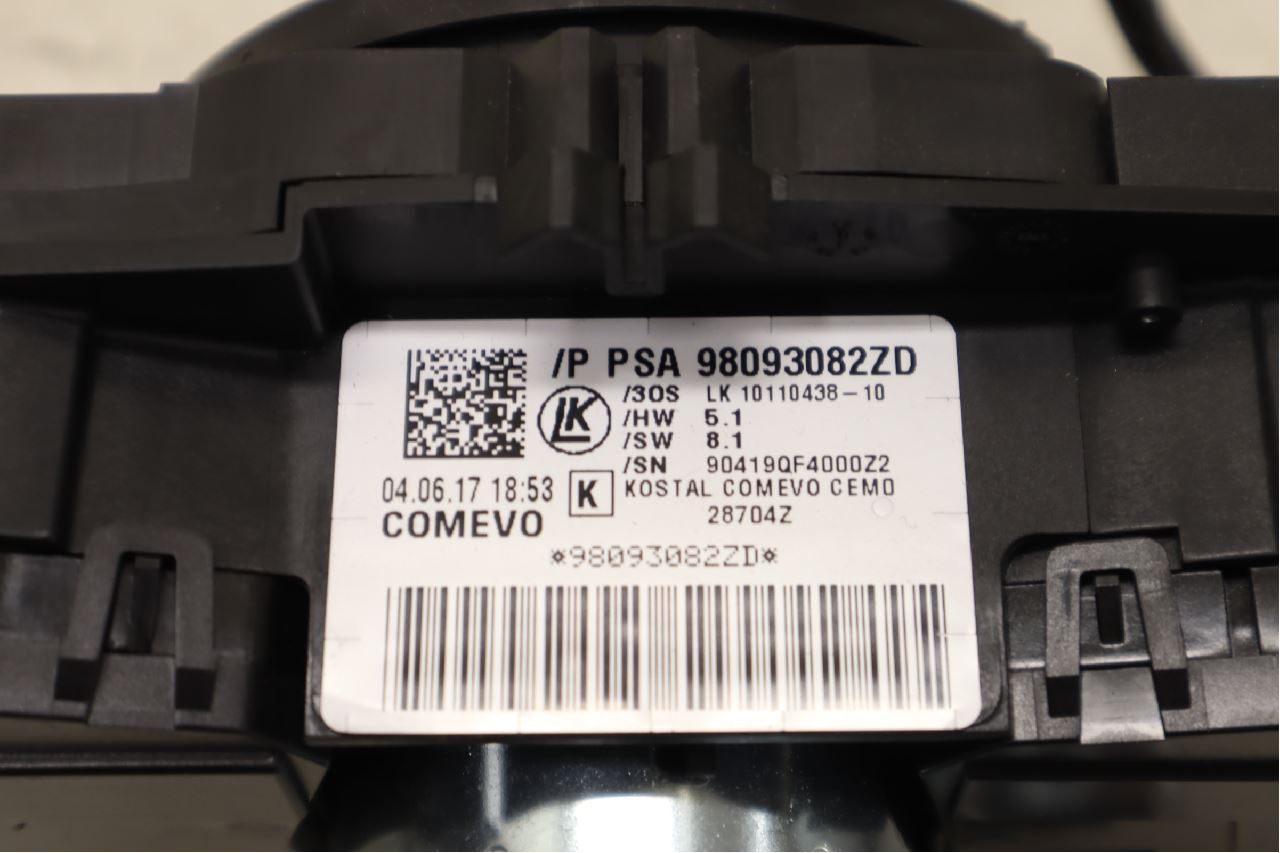 /P PSA 98093082ZD
/3OS LK 10110438-10
LK
/HW 5.1
/SW 8.1
/SN 90419QF4000Z2
04.06.17 18:53
K
KOSTAL COMEVO CEM0
28704Z
COMEVO
*98093082ZD*